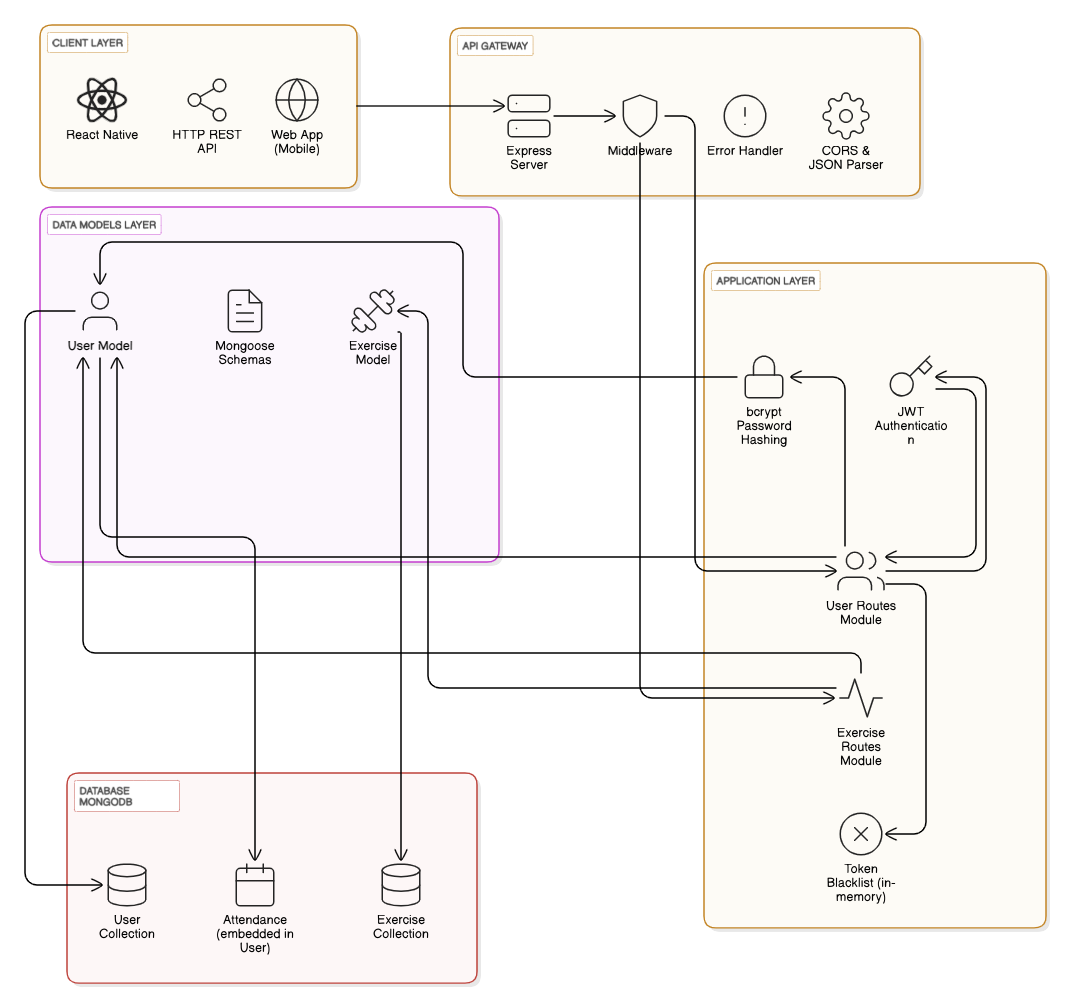 CLIENT LAYER
React Native
HTTP REST
API
Web App
(Mobile)
API GATEWAY
Express
Server
Middleware
Error Handler
CORS &
JSON Parser
DATA MODELS LAYER
User Model
Mongoose
Schemas
Exercise
Model
APPLICATION LAYER
bcrypt
Password
Hashing
JWT
Authenticatio
n
User Routes
Module
Exercise
Routes
Module
Token
Blacklist (in-
memory)
DATABASE
MONGODB
User
Collection
Attendance
(embedded in
User)
Exercise
Collection